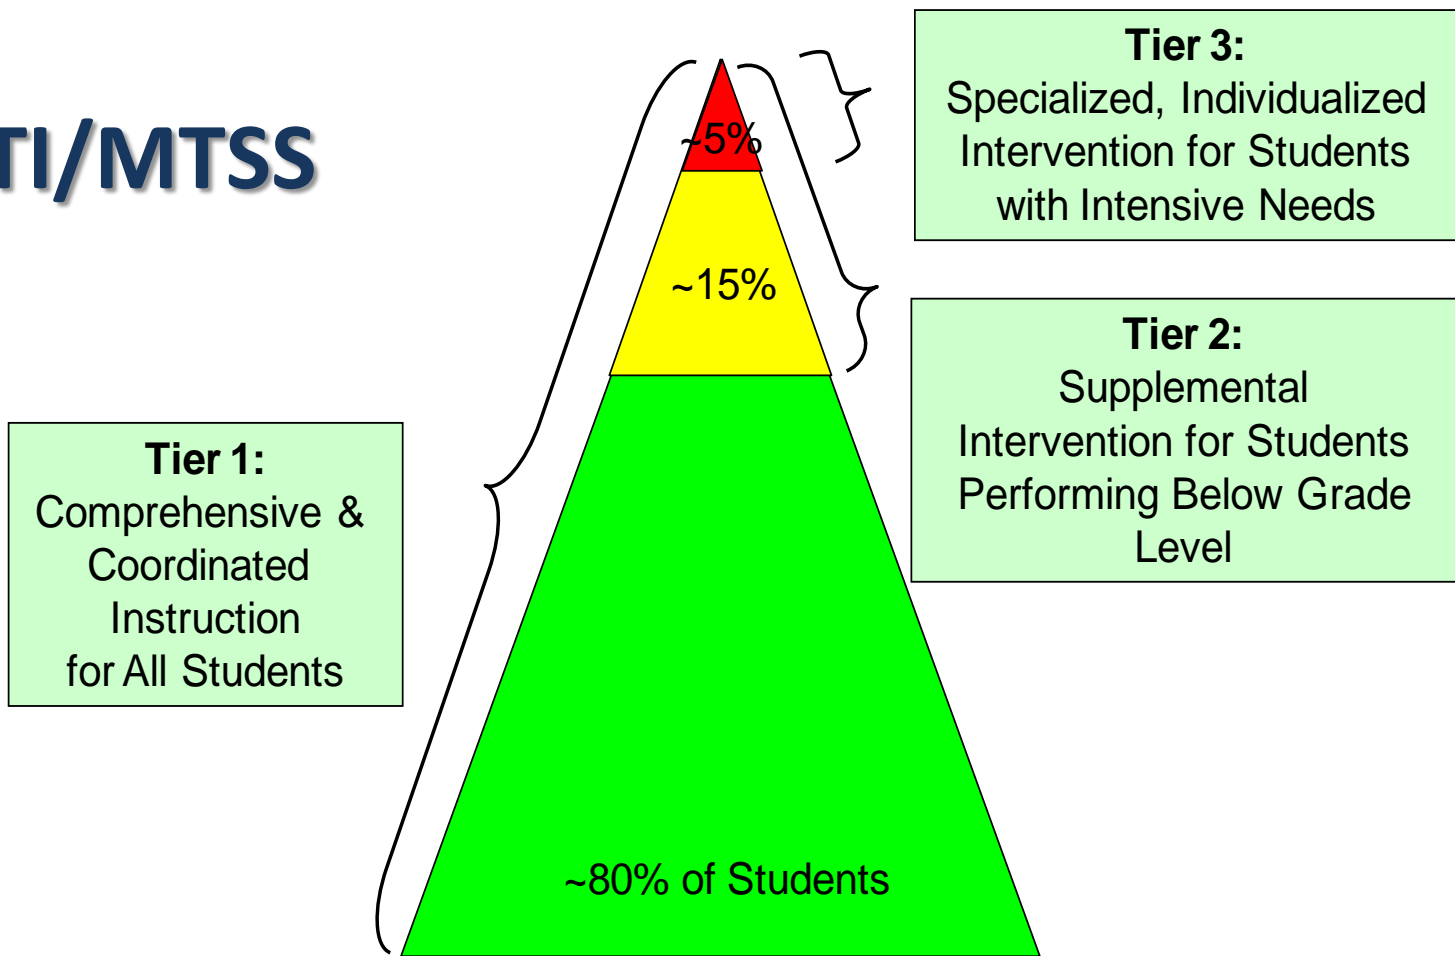 TI/MTSS
Tier 3:
Specialized, Individualized
Intervention for Students
with Intensive Needs
~5%
~15%
Tier 2:
Supplemental
Intervention for Students
Performing Below Grade
Level
Tier 1:
Comprehensive &
Coordinated
Instruction
for All Students
~80% of Students